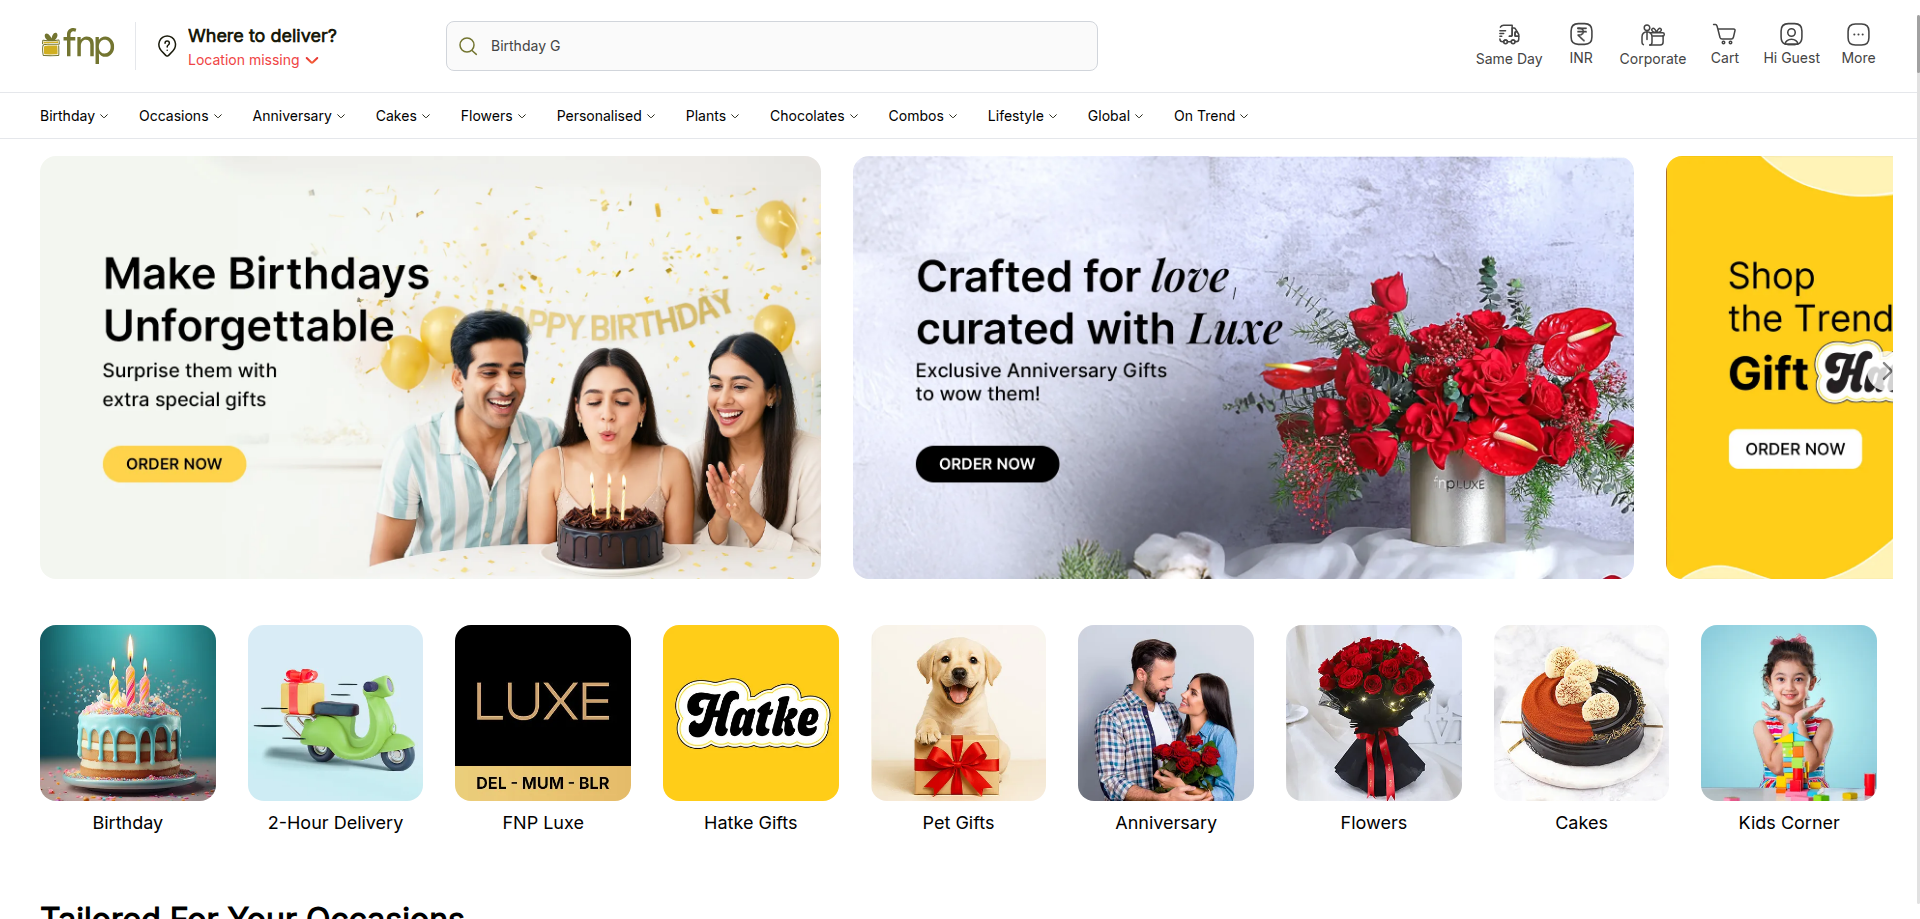 fnp
Where to deliver?
Location missing
Birthday G
Same Day
INR
Corporate
Cart
Hi Guest
More
Birthday
Occasions
Anniversary
Cakes
Flowers
Personalised
Plants
Chocolates
Combos
Lifestyle
Global
On Trend
Make Birthdays
Unforgettable
Surprise them with
extra special gifts
ORDER NOW
HAPPY BIRTHDAY
Crafted for love,
curated with Luxe
Exclusive Anniversary Gifts
to wow them!
ORDER NOW
fnp LUXE
Shop
the Trend
Gift
ORDER NOW
LUXE
DEL - MUM - BLR
Hatke
Birthday
2-Hour Delivery
FNP Luxe
Hatke Gifts
Pet Gifts
Anniversary
Flowers
Cakes
Kids Corner
Tailored For Your Occasions